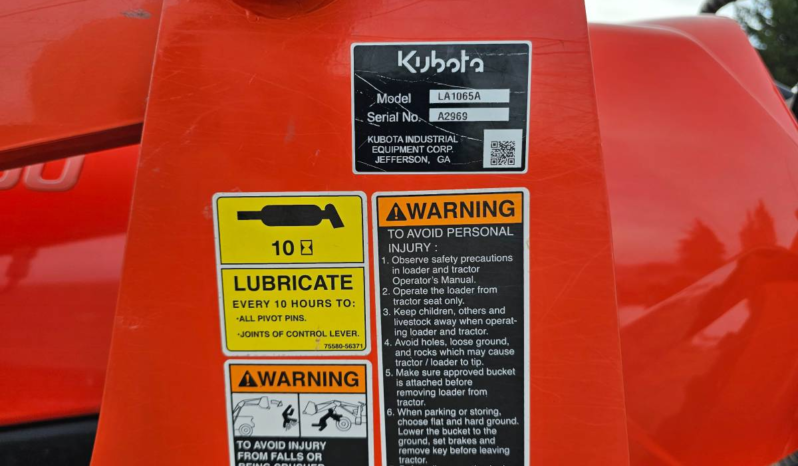 Kubota
Model LA1065A
Serial No. A2969
KUBOTA INDUSTRIAL
EQUIPMENT CORP.
JEFFERSON, GA
10
LUBRICATE
EVERY 10 HOURS TO:
·ALL PIVOT PINS.
·JOINTS OF CONTROL LEVER.
75580-56371
WARNING
TO AVOID INJURY
FROM FALLS OR
BEING CRUSHED
WARNING
TO AVOID PERSONAL
INJURY :
1. Observe safety precautions
in loader and tractor
Operator's Manual.
2. Operate the loader from
tractor seat only.
3. Keep children, others and
livestock away when operat-
ing loader and tractor.
4. Avoid holes, loose ground,
and rocks which may cause
tractor / loader to tip.
5. Make sure approved bucket
is attached before
removing loader from
tractor.
6. When parking or storing,
choose flat and hard ground.
Lower the bucket to the
ground, set brakes and
remove key before leaving
tractor.